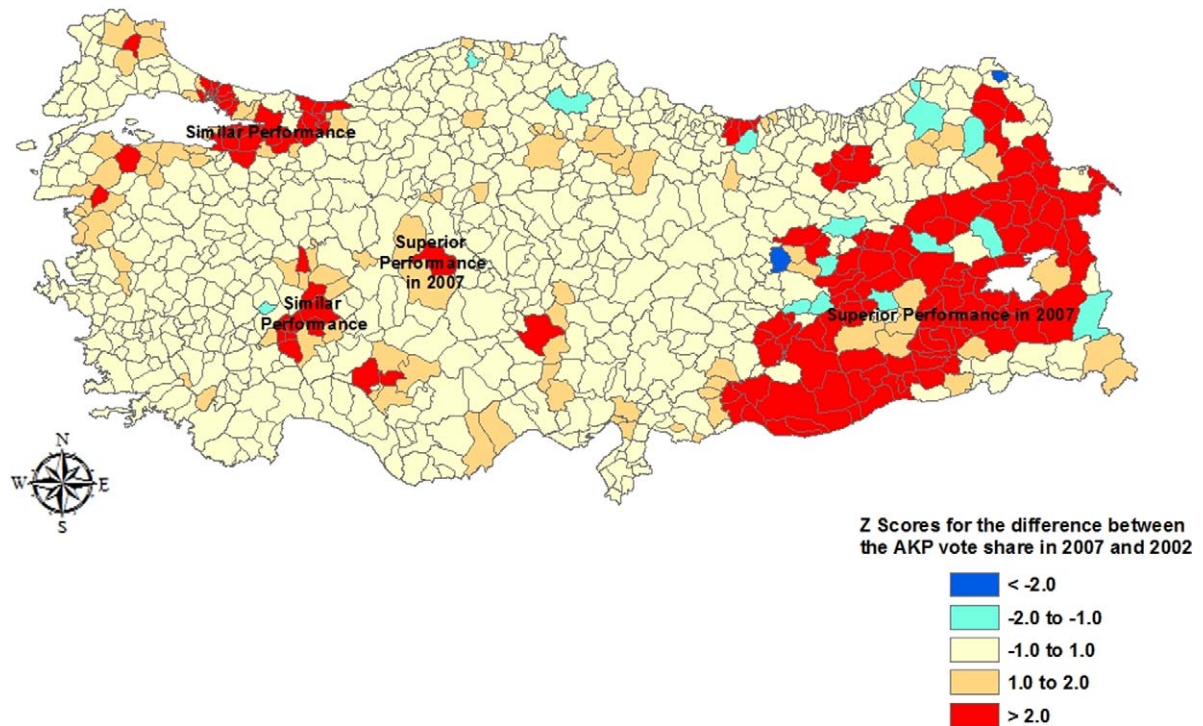 Similar Performance
Superior
Performance
in 2007
Similar
Performance
Superior Performance in 2007
N
W E
S
Z Scores for the difference between
the AKP vote share in 2007 and 2002
< -2.0
-2.0 to -1.0
-1.0 to 1.0
1.0 to 2.0
> 2.0